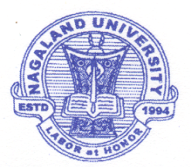 NAGALAND UNIVERSITY
ESTD 1994
LABOR et HONOR